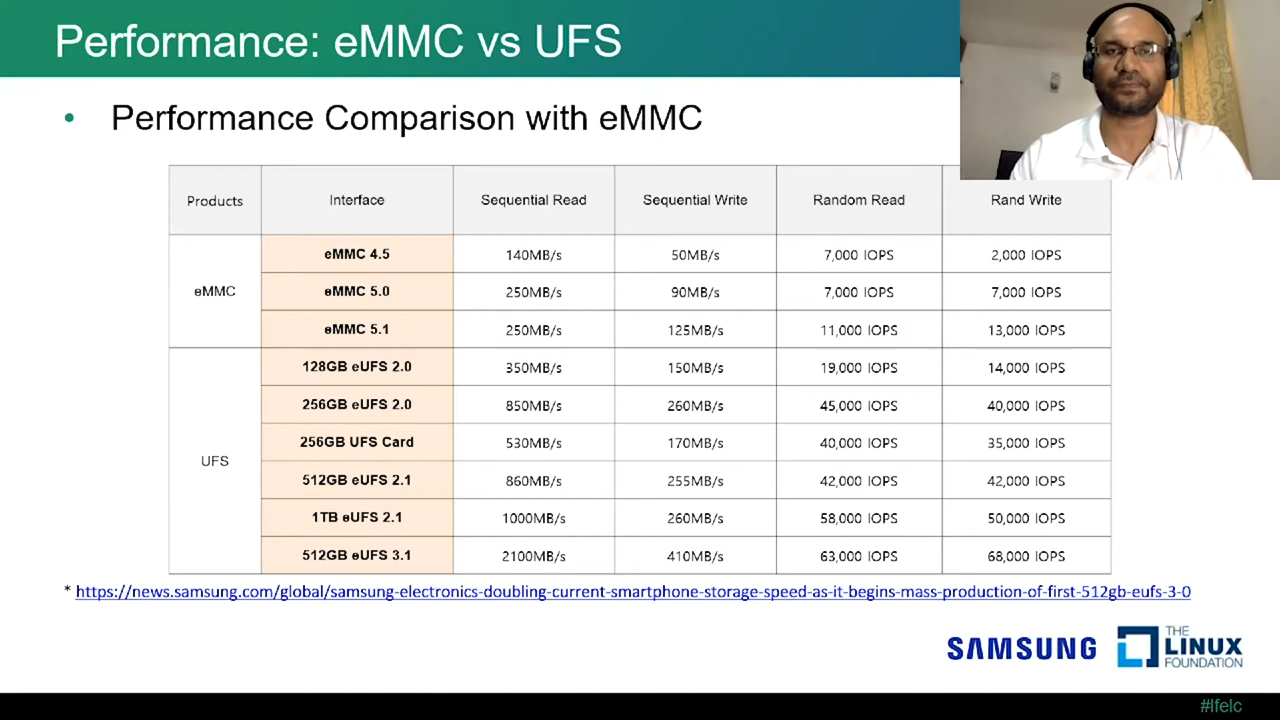 Performance: eMMC vs UFS
• Performance Comparison with eMMC
Products Interface Sequential Read Sequential Write Random Read Rand Write
eMMC
eMMC 4.5 140MB/s 50MB/s 7,000 IOPS 2,000 IOPS
eMMC 5.0 250MB/s 90MB/s 7,000 IOPS 7,000 IOPS
eMMC 5.1 250MB/s 125MB/s 11,000 IOPS 13,000 IOPS
UFS
128GB eUFS 2.0 350MB/s 150MB/s 19,000 IOPS 14,000 IOPS
256GB eUFS 2.0 850MB/s 260MB/s 45,000 IOPS 40,000 IOPS
256GB UFS Card 530MB/s 170MB/s 40,000 IOPS 35,000 IOPS
512GB eUFS 2.1 860MB/s 255MB/s 42,000 IOPS 42,000 IOPS
1TB eUFS 2.1 1000MB/s 260MB/s 58,000 IOPS 50,000 IOPS
512GB eUFS 3.1 2100MB/s 410MB/s 63,000 IOPS 68,000 IOPS
* https://news.samsung.com/global/samsung-electronics-doubling-current-smartphone-storage-speed-as-it-begins-mass-production-of-first-512gb-eufs-3-0
SAMSUNG
THE
LINUX
FOUNDATION
#lfelc